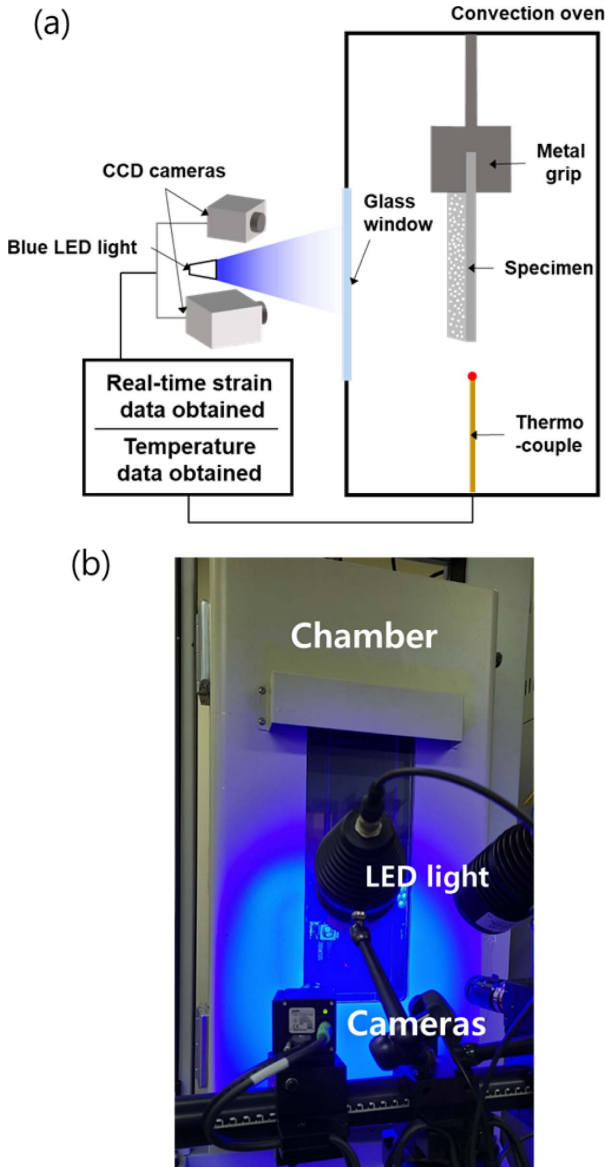 (a)
Convection oven
CCD cameras
Blue LED light
Glass
window
Metal
grip
Specimen
Real-time strain
data obtained
Temperature
data obtained
Thermo
-couple
(b)
Chamber
LED light
Cameras